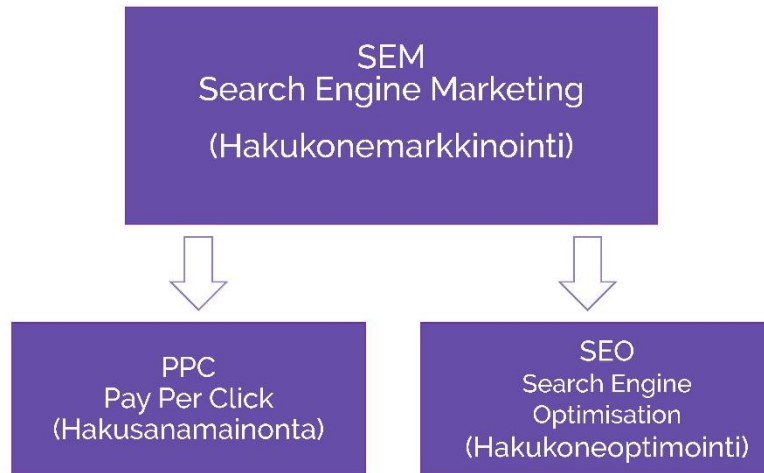 SEM
Search Engine Marketing
(Hakukonemarkkinointi)
PPC
Pay Per Click
(Hakusanamainonta)
SEO
Search Engine
Optimisation
(Hakukoneoptimointi)